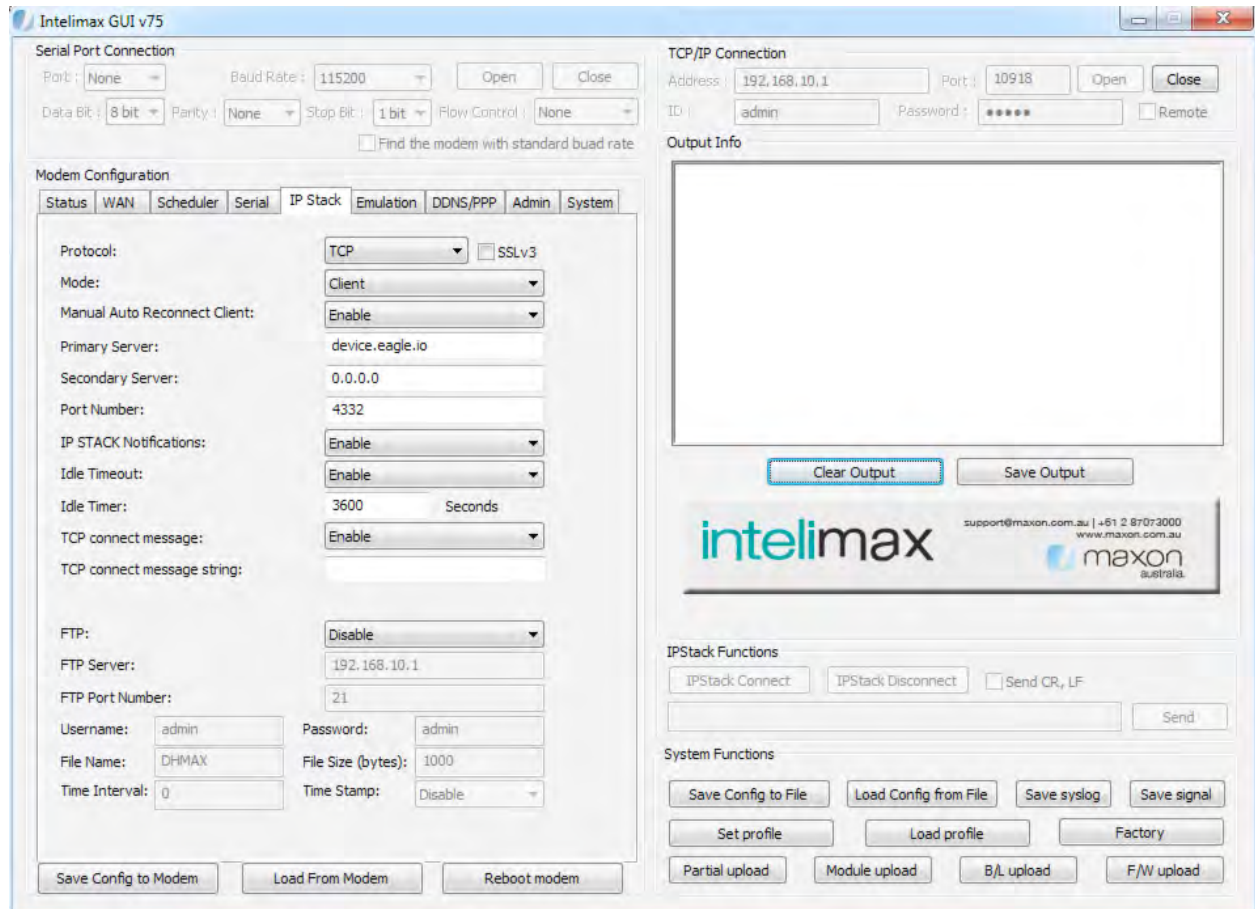 Intelimax GUI v75
Serial Port Connection
Port : None Baud Rate : 115200 Open Close
Data Bit : 8 bit Parity : None Stop Bit : 1 bit Flow Control : None
Find the modem with standard buad rate
TCP/IP Connection
Address : 192.168.10.1 Port : 10918 Open Close
ID : admin Password : ●●●●● Remote
Modem Configuration
Status WAN Scheduler Serial IP Stack Emulation DDNS/PPP Admin System
Protocol: TCP SSLv3
Mode: Client
Manual Auto Reconnect Client: Enable
Primary Server: device.eagle.io
Secondary Server: 0.0.0.0
Port Number: 4332
IP STACK Notifications: Enable
Idle Timeout: Enable
Idle Timer: 3600 Seconds
TCP connect message: Enable
TCP connect message string:
FTP: Disable
FTP Server: 192.168.10.1
FTP Port Number: 21
Username: admin Password: admin
File Name: DHMAX File Size (bytes): 1000
Time Interval: 0 Time Stamp: Disable
Save Config to Modem Load From Modem Reboot modem
Output Info
Clear Output Save Output
intelimax
support@maxon.com.au | +61 2 87073000
www.maxon.com.au
maxon
australia
IPStack Functions
IPStack Connect IPStack Disconnect Send CR, LF
Send
System Functions
Save Config to File Load Config from File Save syslog Save signal
Set profile Load profile Factory
Partial upload Module upload B/L upload F/W upload